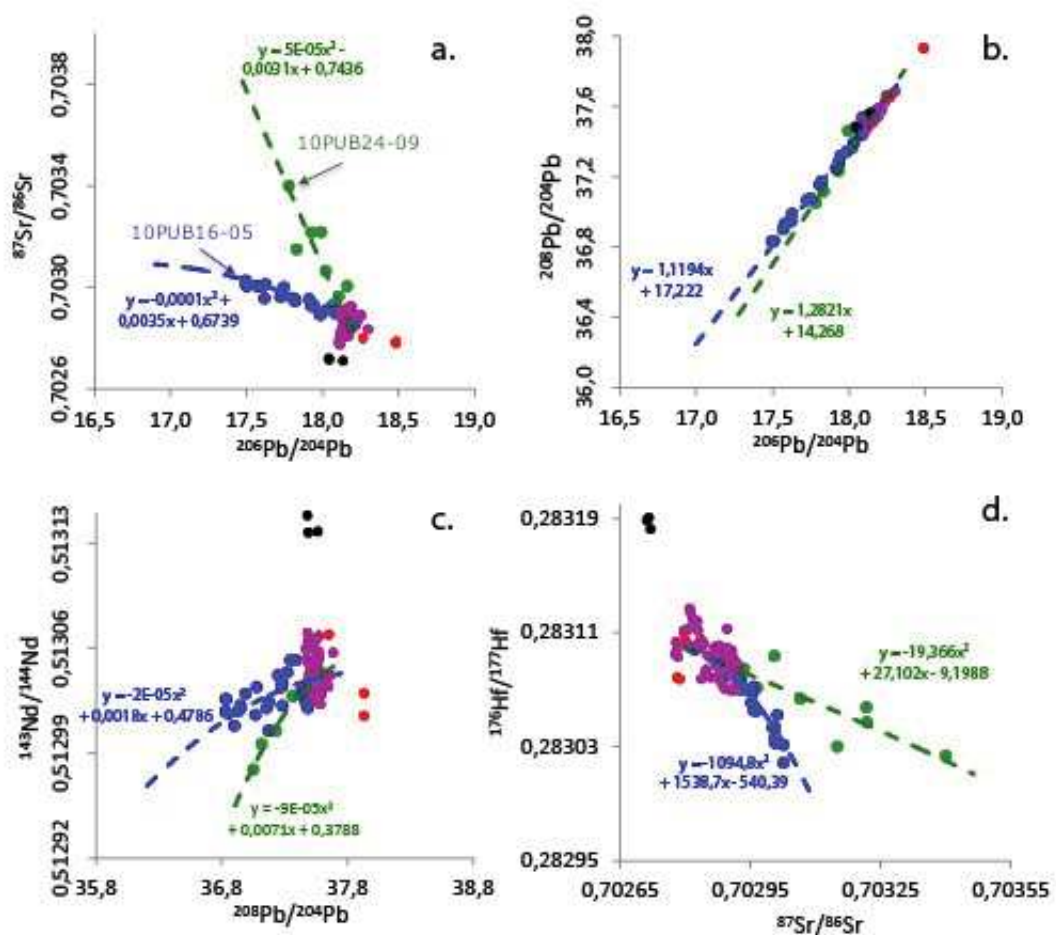 a.
0,7038
0,7034
0,7030
0,7026
⁸⁷Sr/⁸⁶Sr
y = 5E-05x² -
0,0031x + 0,7436
10PUB24-09
10PUB16-05
y = -0,0001x² +
0,0035x + 0,6739
16,5 17,0 17,5 18,0 18,5 19,0
²⁰⁶Pb/²⁰⁴Pb
b.
38,0
37,6
37,2
36,8
36,4
36,0
²⁰⁸Pb/²⁰⁴Pb
y = 1,1194x
+ 17,222
y = 1,2821x
+ 14,268
16,5 17,0 17,5 18,0 18,5 19,0
²⁰⁶Pb/²⁰⁴Pb
c.
0,51313
0,51306
0,51299
0,51292
¹⁴³Nd/¹⁴⁴Nd
y = -2E-05x²
+ 0,0018x + 0,4786
y = -9E-05x²
+ 0,0071x + 0,3788
35,8 36,8 37,8 38,8
²⁰⁸Pb/²⁰⁴Pb
d.
0,28319
0,28311
0,28303
0,28295
¹⁷⁶Hf/¹⁷⁷Hf
y = -19,366x²
+ 27,102x - 9,1988
y = -1094,8x²
+ 1538,7x - 540,39
0,70265 0,70295 0,70325 0,70355
⁸⁷Sr/⁸⁶Sr